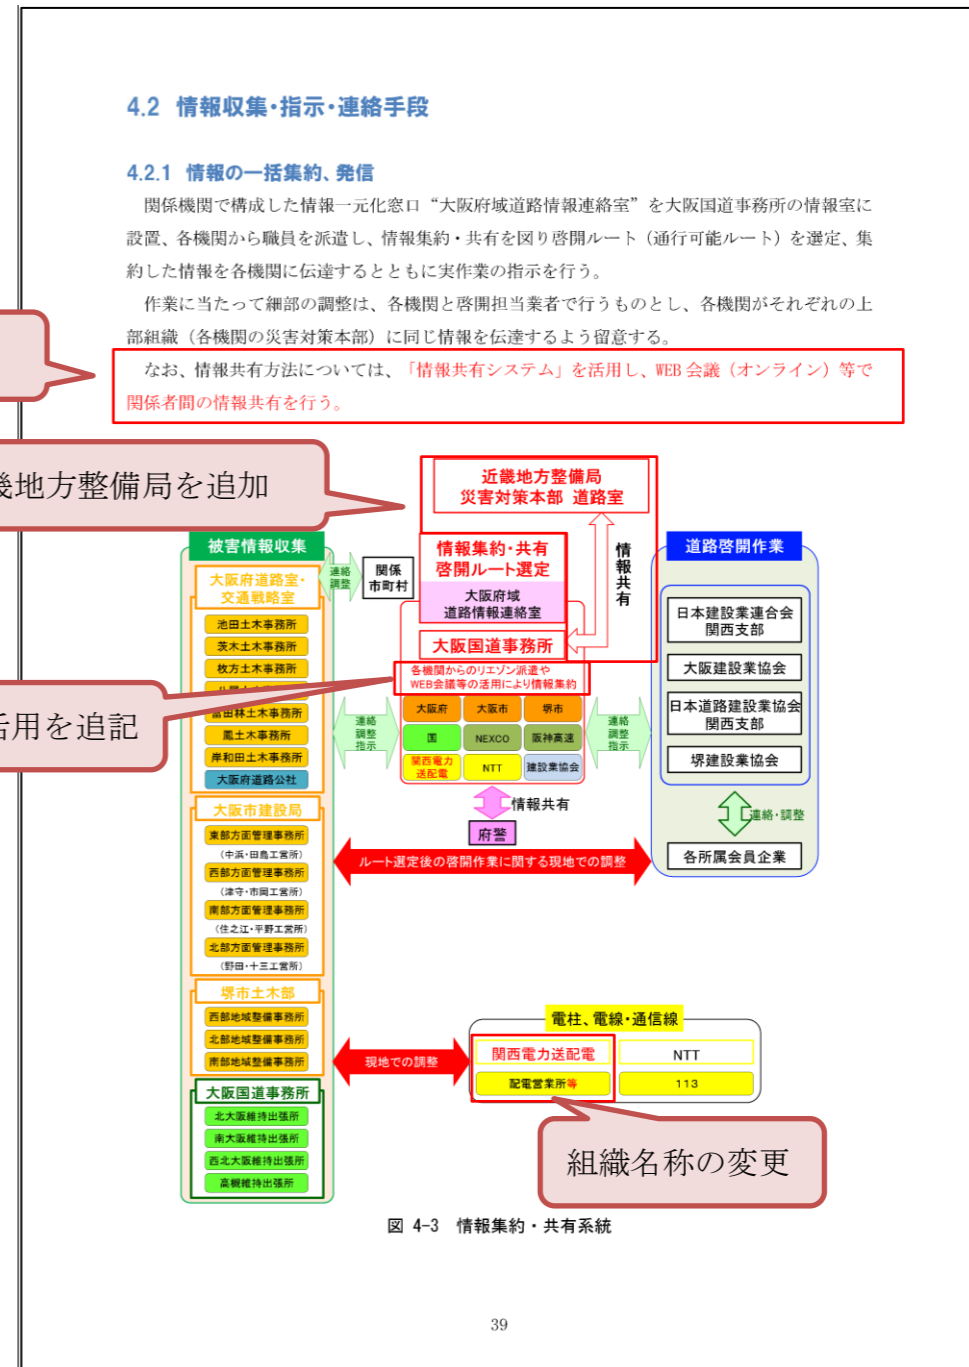 4.2 情報収集・指示・連絡手段
4.2.1 情報の一括集約、発信
関係機関で構成した情報一元化窓口“大阪府域道路情報連絡室”を大阪国道事務所の情報室に
設置、各機関から職員を派遣し、情報集約・共有を図り啓開ルート（通行可能ルート）を選定、集
約した情報を各機関に伝達するとともに実作業の指示を行う。
作業に当たって細部の調整は、各機関と啓開担当業者で行うものとし、各機関がそれぞれの上
部組織（各機関の災害対策本部）に同じ情報を伝達するよう留意する。
なお、情報共有方法については、「情報共有システム」を活用し、WEB 会議（オンライン）等で
関係者間の情報共有を行う。
畿地方整備局を追加
近畿地方整備局
災害対策本部 道路室
被害情報収集
大阪府道路室・
交通戦略室
池田土木事務所
茨木土木事務所
枚方土木事務所
富田林土木事務所
鳳土木事務所
岸和田土木事務所
大阪府道路公社
活用を追記
連絡
調整
関係
市町村
情報集約・共有
啓開ルート選定
大阪府域
道路情報連絡室
情報共有
大阪国道事務所
各機関からのリエゾン派遣や
WEB会議等の活用により情報集約
大阪府
大阪市
堺市
国
NEXCO
阪神高速
関西電力
送配電
NTT
建設業協会
連絡
調整
指示
連絡
調整
指示
情報共有
府警
道路啓開作業
日本建設業連合会
関西支部
大阪建設業協会
日本道路建設業協会
関西支部
堺建設業協会
連絡・調整
各所属会員企業
ルート選定後の啓開作業に関する現地での調整
大阪市建設局
東部方面管理事務所
（中浜・田島工営所）
西部方面管理事務所
（津守・市岡工営所）
南部方面管理事務所
（住之江・平野工営所）
北部方面管理事務所
（野田・十三工営所）
堺市土木部
西部地域整備事務所
北部地域整備事務所
南部地域整備事務所
現地での調整
電柱、電線・通信線
関西電力送配電
配電営業所等
NTT
113
大阪国道事務所
北大阪維持出張所
南大阪維持出張所
西北大阪維持出張所
高槻維持出張所
組織名称の変更
図 4-3 情報集約・共有系統
39